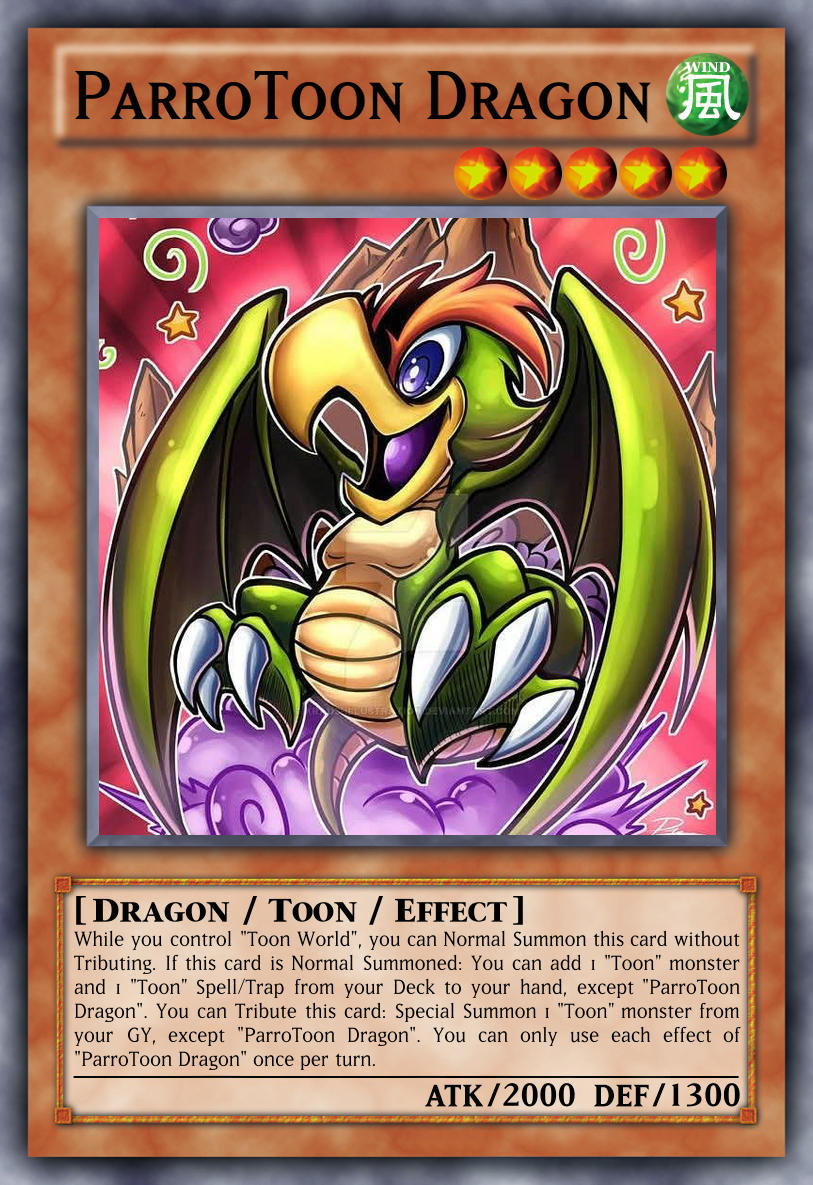 ParroToon Dragon
WIND
風
[ Dragon / Toon / Effect ]
While you control "Toon World", you can Normal Summon this card without
Tributing. If this card is Normal Summoned: You can add 1 "Toon" monster
and 1 "Toon" Spell/Trap from your Deck to your hand, except "ParroToon
Dragon". You can Tribute this card: Special Summon 1 "Toon" monster from
your GY, except "ParroToon Dragon". You can only use each effect of
"ParroToon Dragon" once per turn.
ATK/2000 DEF/1300